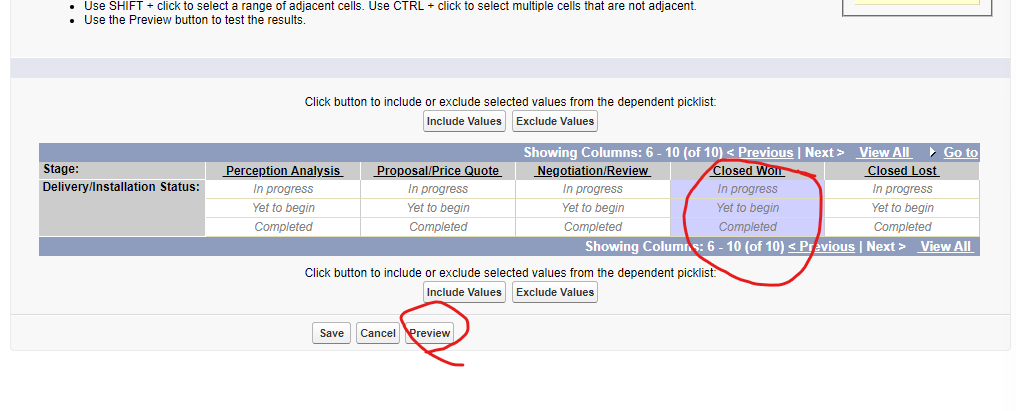 • Use SHIFT + click to select a range of adjacent cells. Use CTRL + click to select multiple cells that are not adjacent.
• Use the Preview button to test the results.
Click button to include or exclude selected values from the dependent picklist:
Include Values Exclude Values
Showing Columns: 6 - 10 (of 10) < Previous | Next > View All Go to
Stage: Perception Analysis Proposal/Price Quote Negotiation/Review Closed Won Closed Lost
Delivery/Installation Status: In progress In progress In progress In progress In progress
Yet to begin Yet to begin Yet to begin Yet to begin Yet to begin
Completed Completed Completed Completed Completed
Showing Columns: 6 - 10 (of 10) < Previous | Next > View All
Click button to include or exclude selected values from the dependent picklist:
Include Values Exclude Values
Save Cancel Preview